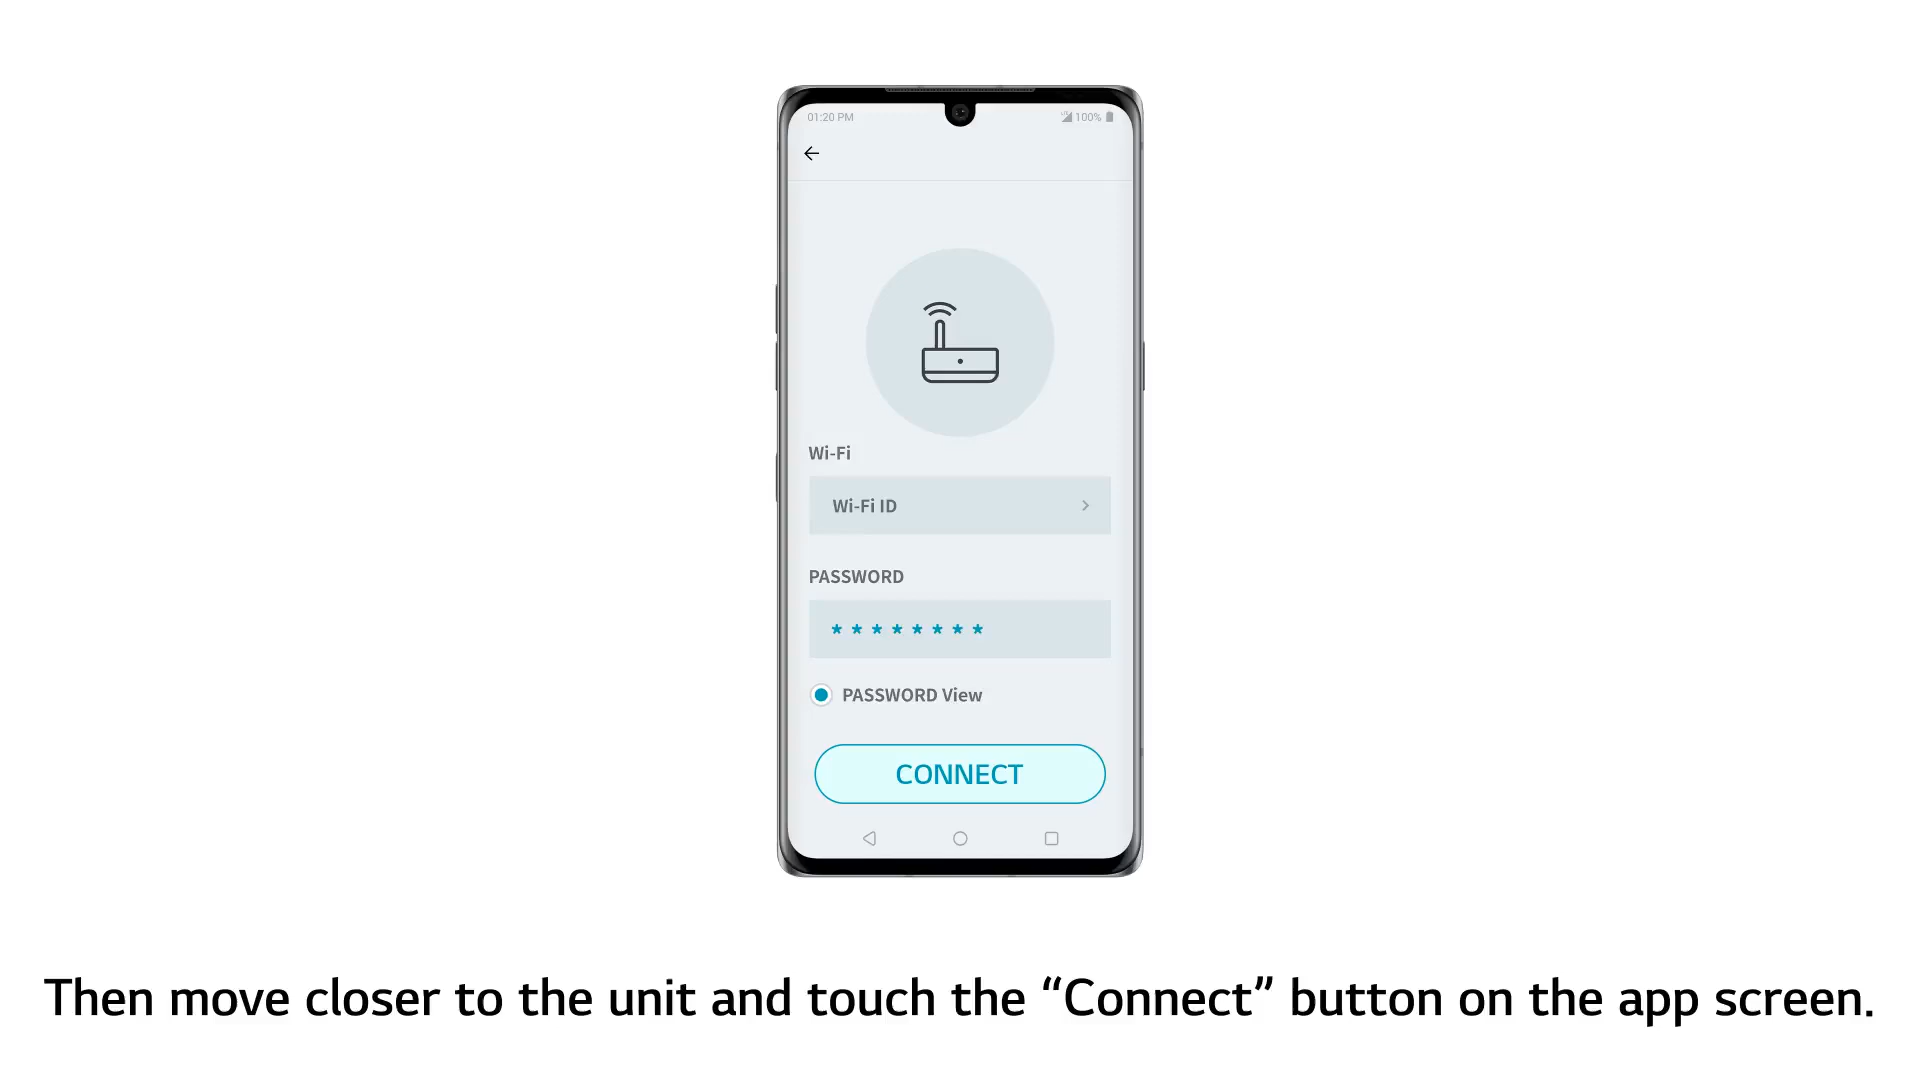 01:20 PM
100%
Wi-Fi
Wi-Fi ID
PASSWORD
* * * * * * * *
PASSWORD View
CONNECT
Then move closer to the unit and touch the “Connect” button on the app screen.